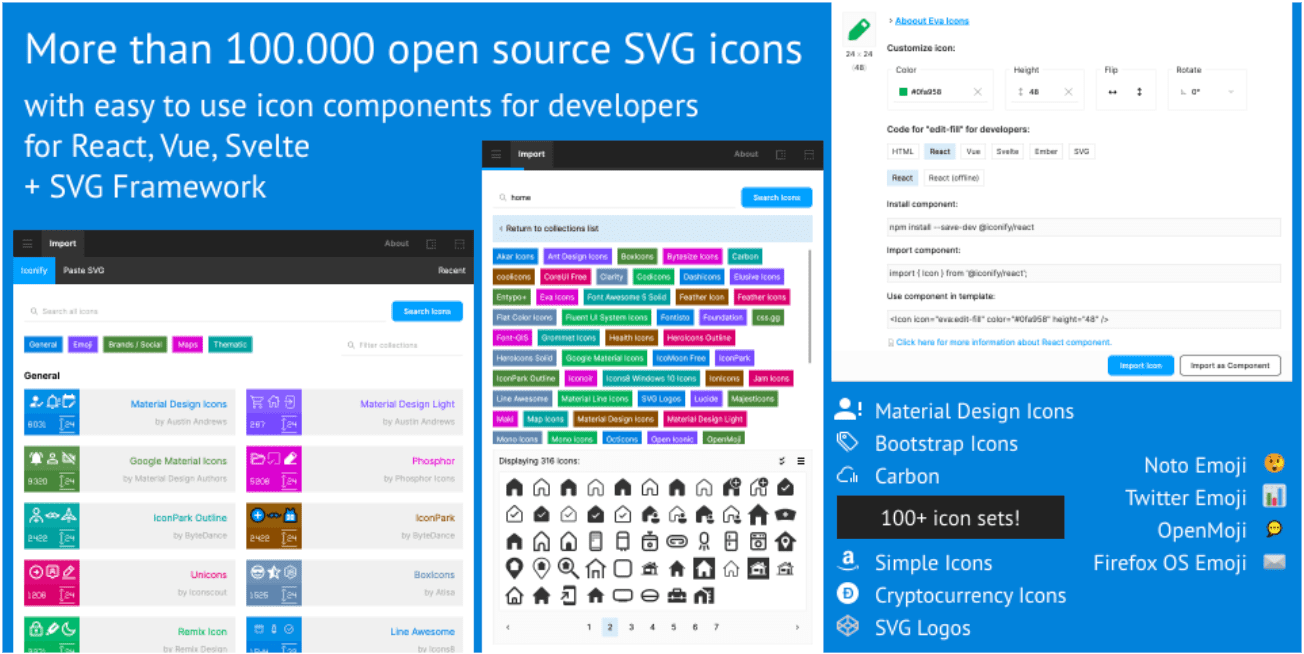 More than 100.000 open source SVG icons
with easy to use icon components for developers
for React, Vue, Svelte
+ SVG Framework
Import
About
Iconify
Paste SVG
Recent
Search all icons
Search Icons
General
Emoji
Brands / Social
Maps
Thematic
Filter collections
General
Material Design Icons
by Austin Andrews
6031
24
Material Design Light
by Austin Andrews
267
24
Google Material Icons
by Material Design Authors
9320
24
Phosphor
by Phosphor Icons
5206
24
IconPark Outline
by ByteDance
2422
24
IconPark
by ByteDance
2422
24
Unicons
by Iconscout
1206
24
BoxIcons
by Atisa
1525
24
Remix Icon
by Remix Design
Line Awesome
by Icons8
Import
About
home
Search Icons
‹ Return to collections list
Akar Icons
Ant Design Icons
BoxIcons
Bytesize Icons
Carbon
coolicons
CoreUI Free
Clarity
Codicons
Dashicons
Elusive Icons
Entypo+
Eva Icons
Font Awesome 5 Solid
Feather Icon
Feather Icons
Flat Color Icons
Fluent UI System Icons
Fontisto
Foundation
css.gg
Font-GIS
Grommet Icons
Health Icons
HeroIcons Outline
HeroIcons Solid
Google Material Icons
IcoMoon Free
IconPark
IconPark Outline
Iconoir
Icons8 Windows 10 Icons
IonIcons
Jam Icons
Line Awesome
Material Line Icons
SVG Logos
Lucide
MajestIcons
Maki
Map Icons
Material Design Icons
Material Design Light
Mono Icons
Mono Icons
Octicons
Open Iconic
OpenMoji
Displaying 316 icons:
‹ 1 2 3 4 5 6 7 ›
24 x 24
(48)
› Aboout Eva Icons
Customize icon:
Color
#0fa958
Height
48
Flip
Rotate
0°
Code for "edit-fill" for developers:
HTML
React
Vue
Svelte
Ember
SVG
React
React (offline)
Install component:
npm install --save-dev @iconify/react
Import component:
import { Icon } from '@iconify/react';
Use component in template:
<Icon icon="eva:edit-fill" color="#0fa958" height="48" />
Click here for more information about React component.
Import Icon
Import as Component
Material Design Icons
Bootstrap Icons
Carbon
100+ icon sets!
Simple Icons
Cryptocurrency Icons
SVG Logos
Noto Emoji
Twitter Emoji
OpenMoji
Firefox OS Emoji